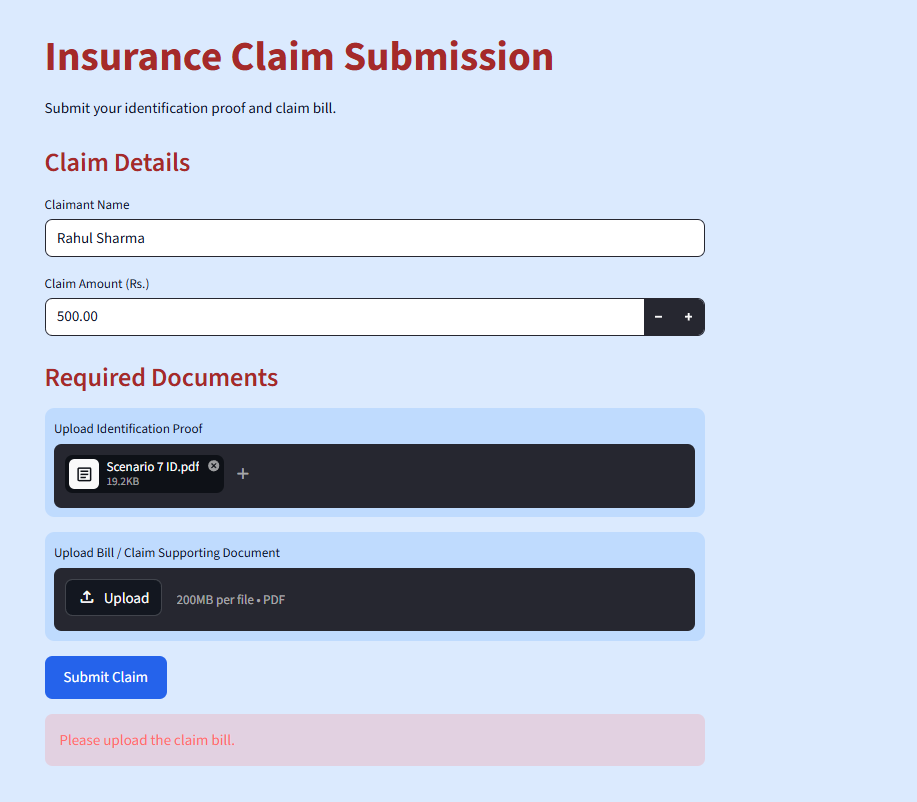 Insurance Claim Submission
Submit your identification proof and claim bill.
Claim Details
Claimant Name
Rahul Sharma
Claim Amount (Rs.)
500.00
Required Documents
Upload Identification Proof
Scenario 7 ID.pdf
19.2KB
Upload Bill / Claim Supporting Document
Upload 200MB per file • PDF
Submit Claim
Please upload the claim bill.